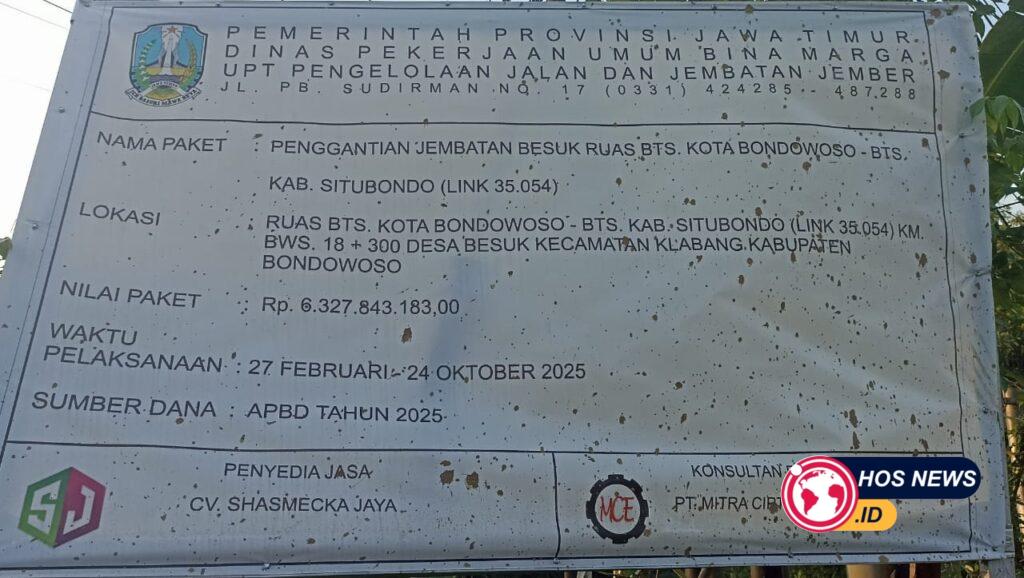 PEMERINTAH PROVINSI JAWA TIMUR
DINAS PEKERJAAN UMUM BINA MARGA
UPT PENGELOLAAN JALAN DAN JEMBATAN JEMBER
JL. PB. SUDIRMAN NO. 17 (0331) 424285 - 487288
NAMA PAKET : PENGGANTIAN JEMBATAN BESUK RUAS BTS. KOTA BONDOWOSO - BTS.
KAB. SITUBONDO (LINK 35.054)
LOKASI : RUAS BTS. KOTA BONDOWOSO - BTS. KAB. SITUBONDO (LINK 35.054) KM.
BWS. 18 + 300 DESA BESUK KECAMATAN KLABANG KABUPATEN
BONDOWOSO
NILAI PAKET : Rp. 6.327.843.183,00
WAKTU
PELAKSANAAN : 27 FEBRUARI - 24 OKTOBER 2025
SUMBER DANA : APBD TAHUN 2025
PENYEDIA JASA
CV. SHASMECKA JAYA
SJ
KONSULTAN
PT. MITRA
MCE
HOS NEWS
.ID